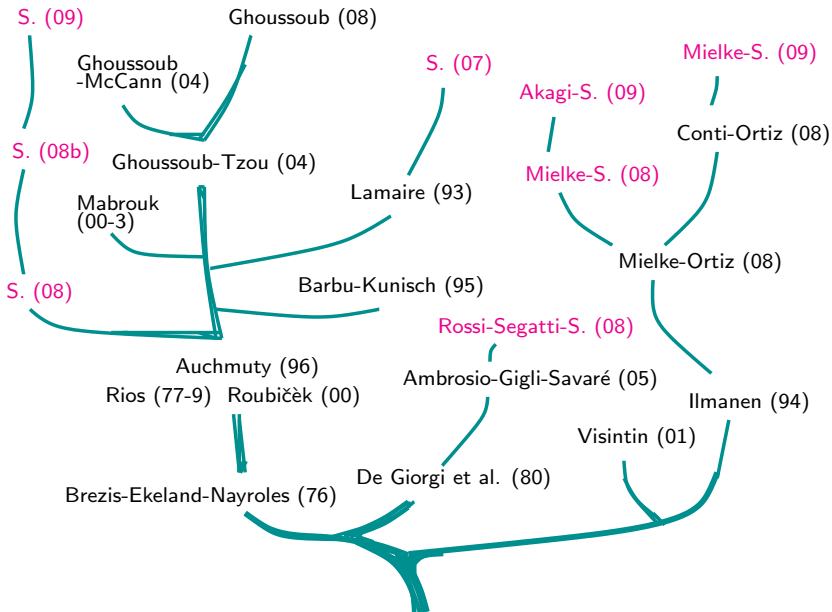 S. (09)
Ghoussoub (08)
Ghoussoub
-McCann (04)
S. (07)
Mielke-S. (09)
Akagi-S. (09)
Conti-Ortiz (08)
S. (08b)
Ghoussoub-Tzou (04)
Mielke-S. (08)
Lamaire (93)
Mabrouk
(00-3)
Mielke-Ortiz (08)
S. (08)
Barbu-Kunisch (95)
Rossi-Segatti-S. (08)
Auchmuty (96)
Ambrosio-Gigli-Savaré (05)
Rios (77-9) Roubičèk (00)
Ilmanen (94)
Visintin (01)
De Giorgi et al. (80)
Brezis-Ekeland-Nayroles (76)